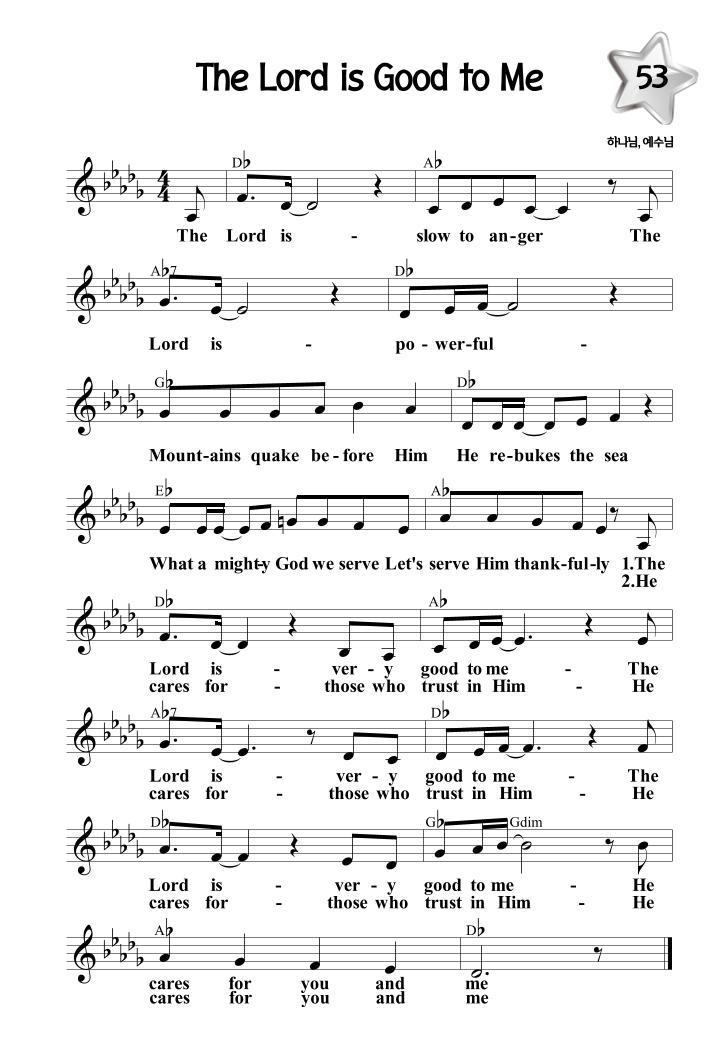 The Lord is Good to Me
53
하나님, 예수님
D♭ A♭
The Lord is - slow to an-ger The
A♭7 D♭
Lord is - po - wer-ful -
G♭ D♭
Mount-ains quake be-fore Him He re-bukes the sea
E♭ A♭
What a might-y God we serve Let's serve Him thank-ful-ly 1.The
2.He
D♭ A♭
Lord is - ver - y good to me - The
cares for - those who trust in Him - He
A♭7 D♭
Lord is - ver - y good to me - The
cares for - those who trust in Him - He
D♭ G♭ Gdim
Lord is - ver - y good to me - He
cares for - those who trust in Him - He
A♭ D♭
cares for you and me
cares for you and me